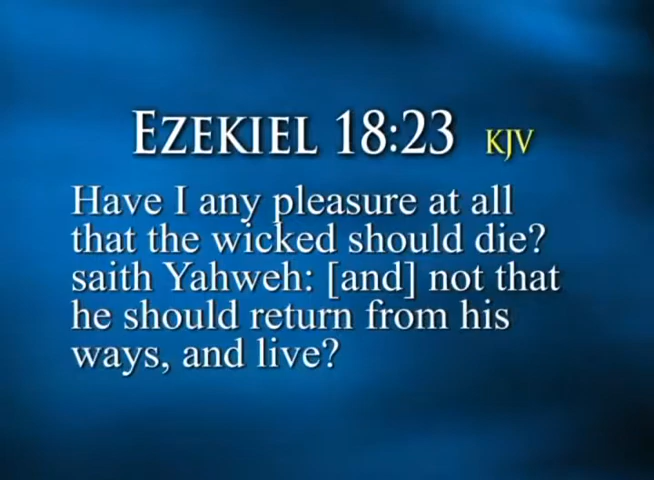 EZEKIEL 18:23 KJV
Have I any pleasure at all
that the wicked should die?
saith Yahweh: [and] not that
he should return from his
ways, and live?